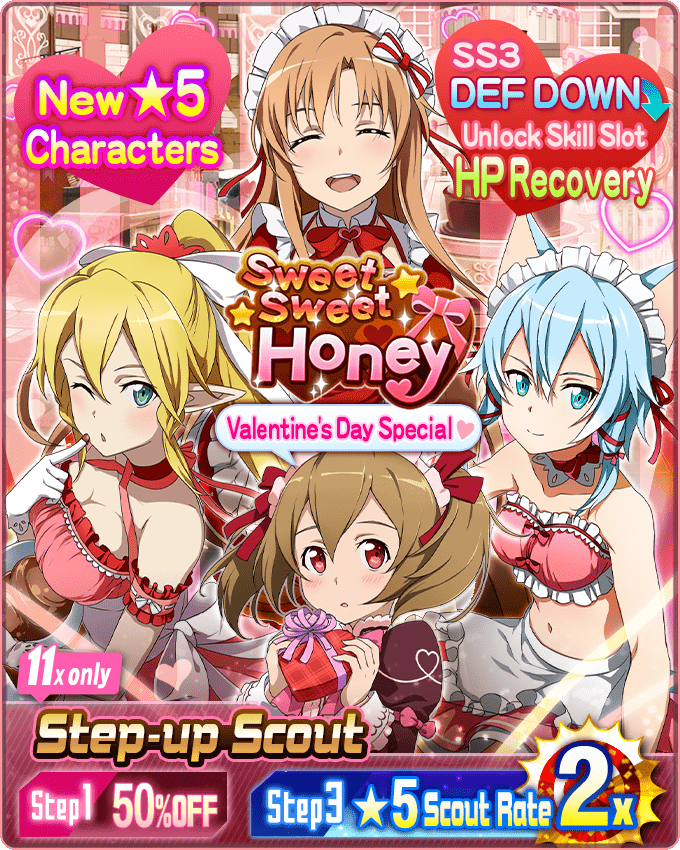 New ★5
Characters
SS3
DEF DOWN
Unlock Skill Slot
HP Recovery
Sweet
Sweet
Honey
Valentine's Day Special
11x only
Step-up Scout
Step1 50%OFF
Step3 ★5 Scout Rate 2x